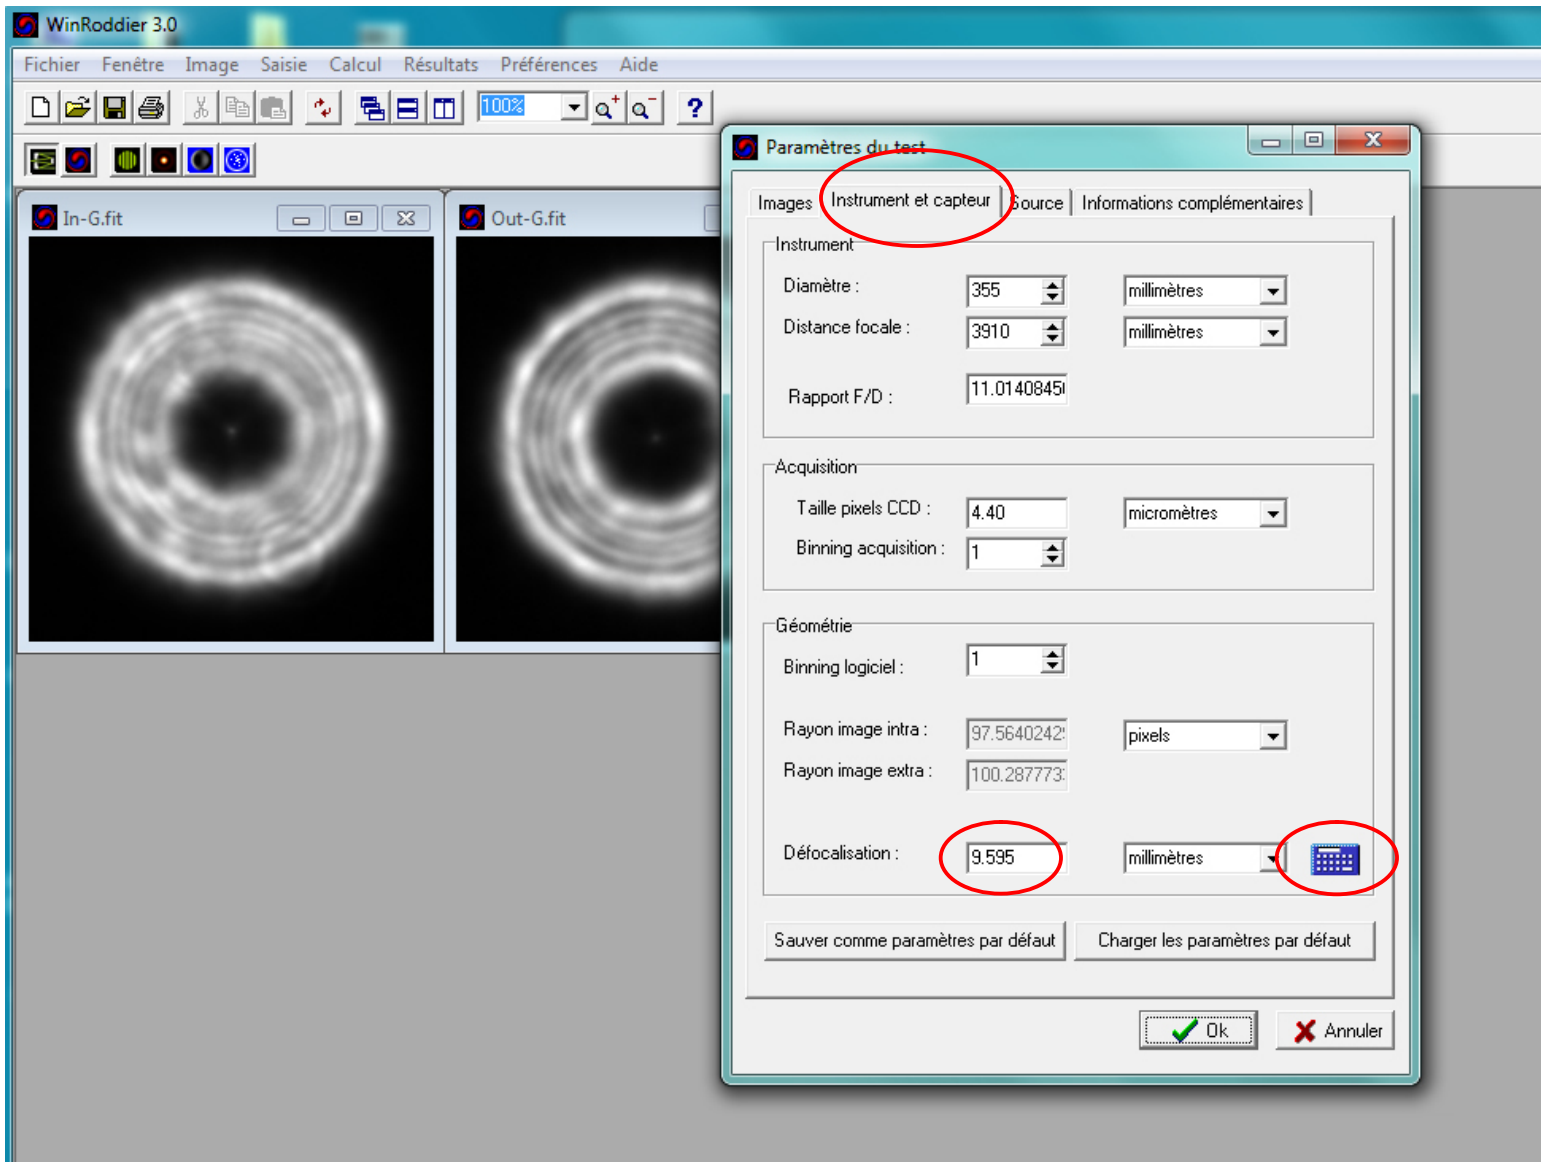 WinRoddier 3.0
Fichier Fenêtre Image Saisie Calcul Résultats Préférences Aide
100%
In-G.fit
Out-G.fit
Paramètres du test
Images Instrument et capteur Source Informations complémentaires
Instrument
Diamètre : 355 millimètres
Distance focale : 3910 millimètres
Rapport F/D : 11.0140845
Acquisition
Taille pixels CCD : 4.40 micromètres
Binning acquisition : 1
Géométrie
Binning logiciel : 1
Rayon image intra : 97.5640242 pixels
Rayon image extra : 100.287773
Défocalisation : 9.595 millimètres
Sauver comme paramètres par défaut Charger les paramètres par défaut
Ok Annuler